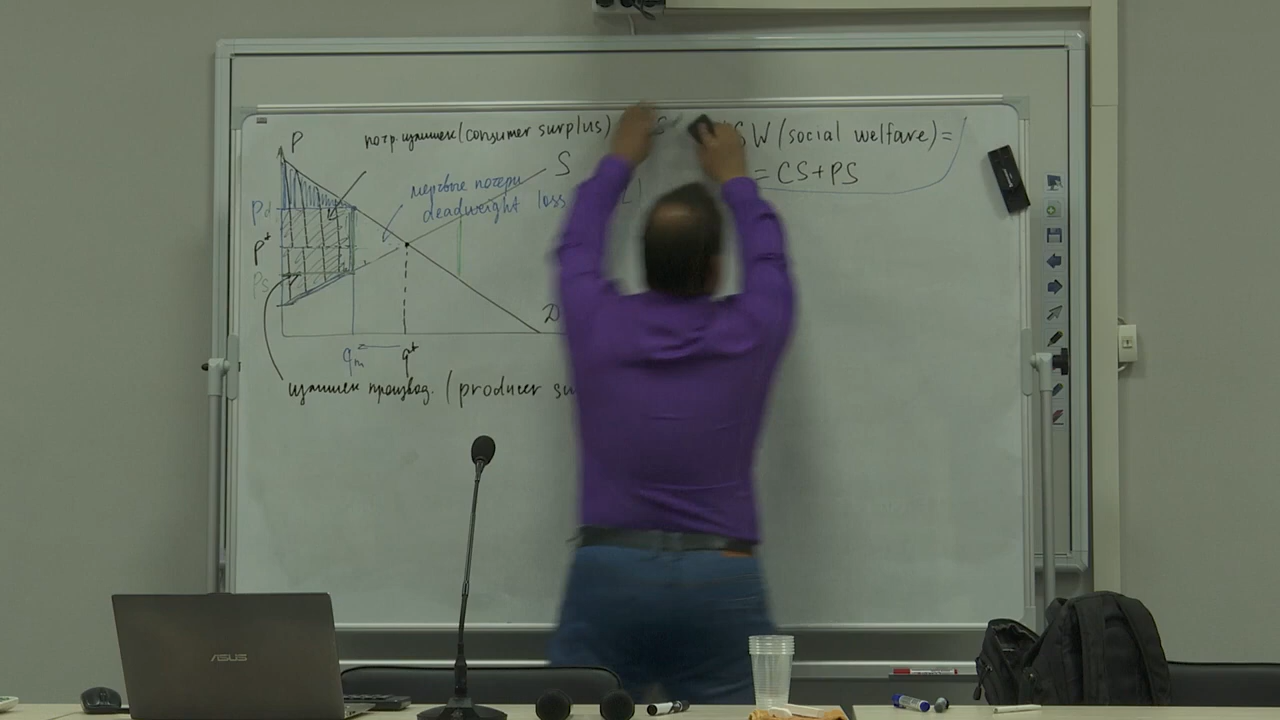 P
потр. излишек (consumer surplus)
SW (social welfare) =
= CS+PS
S
мертвые потери
deadweight loss
Pd
P*
Ps
D
qm
q*
излишек производ. (producer su
ASUS